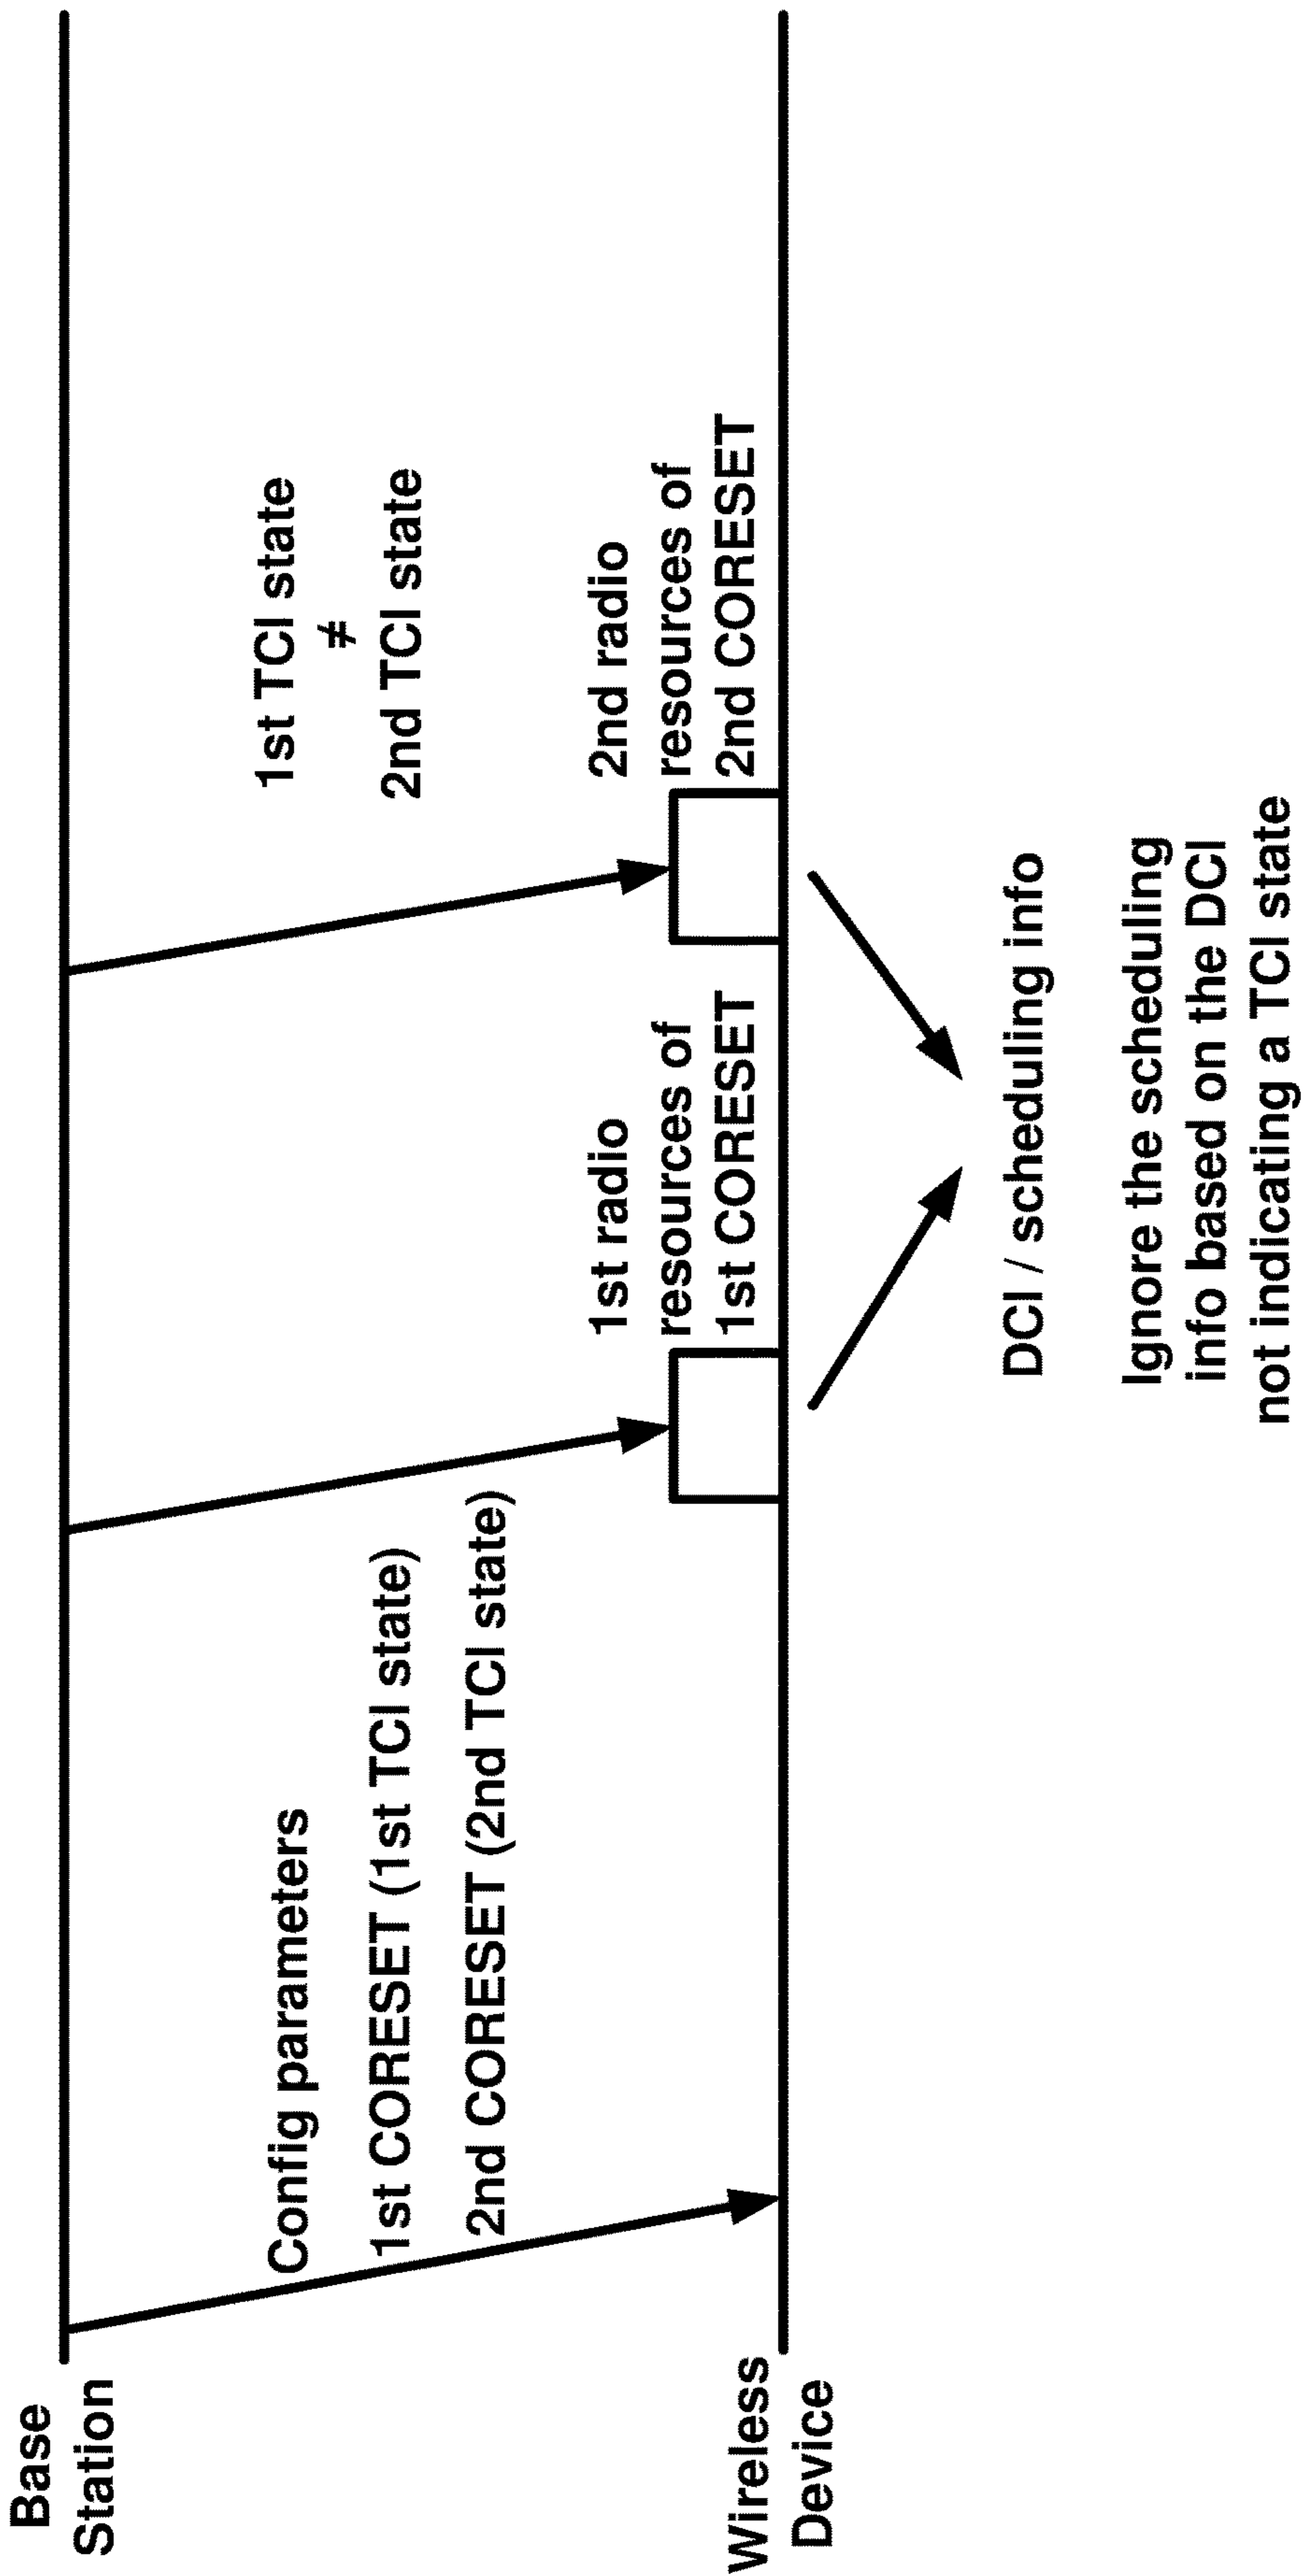 Base
Station
Config parameters
1st CORESET (1st TCI state)
2nd CORESET (2nd TCI state)
1st TCI state
≠
2nd TCI state
1st radio
resources of
1st CORESET
2nd radio
resources of
2nd CORESET
Wireless
Device
DCI / scheduling info
Ignore the scheduling
info based on the DCI
not indicating a TCI state